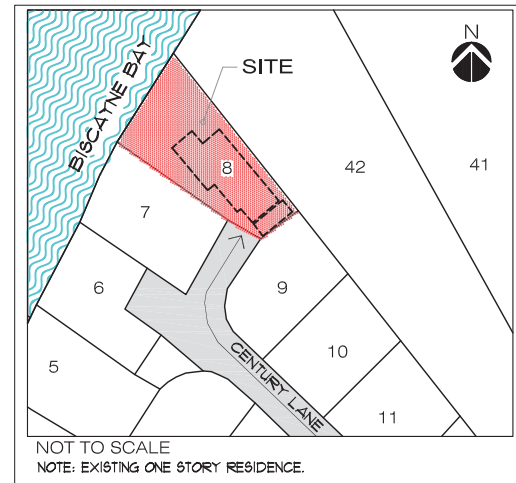 N
SITE
BISCAYNE BAY
8
42
41
7
6
9
5
10
CENTURY LANE
11
NOT TO SCALE
NOTE: EXISTING ONE STORY RESIDENCE.